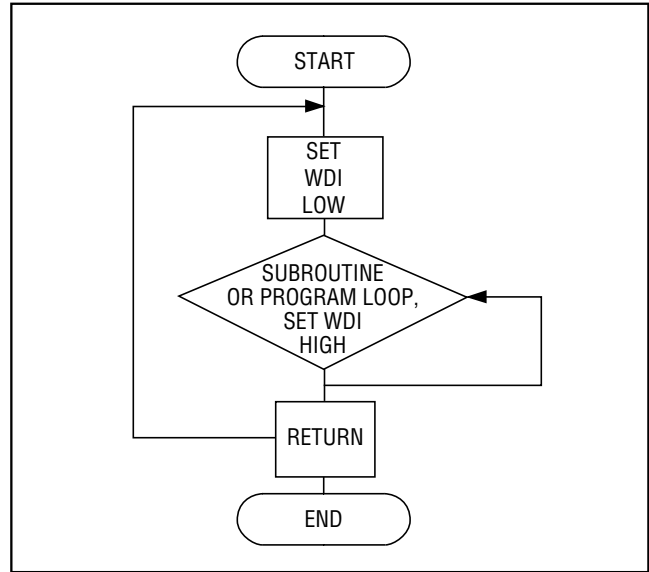 START
SET
WDI
LOW
SUBROUTINE
OR PROGRAM LOOP,
SET WDI
HIGH
RETURN
END